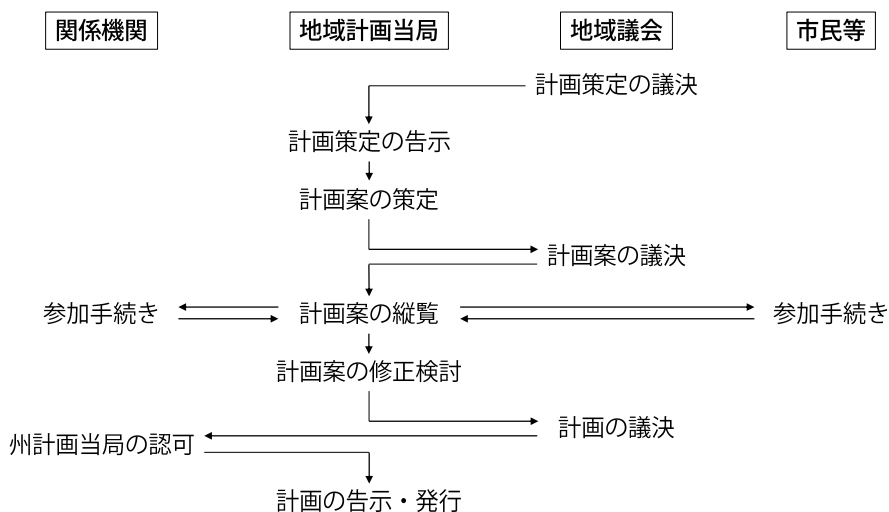 関係機関
地域計画当局
地域議会
市民等
計画策定の議決
計画策定の告示
計画案の策定
計画案の議決
参加手続き
計画案の縦覧
参加手続き
計画案の修正検討
計画の議決
州計画当局の認可
計画の告示・発行